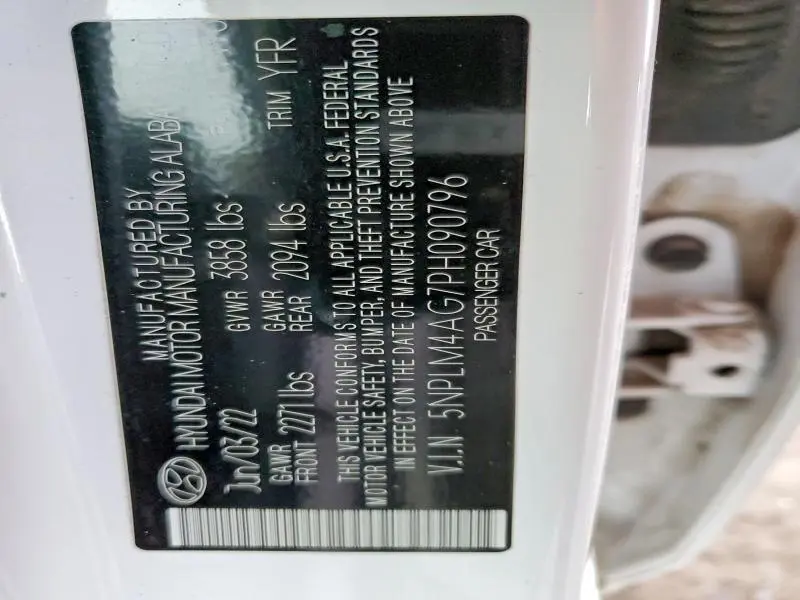 MANUFACTURED BY
HYUNDAI MOTOR MANUFACTURING ALABA
Jun/03/22 GVWR 3858 lbs
GAWR FRONT 2271 lbs GAWR REAR 2094 lbs TRIM YFR
THIS VEHICLE CONFORMS TO ALL APPLICABLE U.S.A. FEDERAL
MOTOR VEHICLE SAFETY, BUMPER, AND THEFT PREVENTION STANDARDS
IN EFFECT ON THE DATE OF MANUFACTURE SHOWN ABOVE
V.I.N 5NPLM4AG7PH090796
PASSENGER CAR